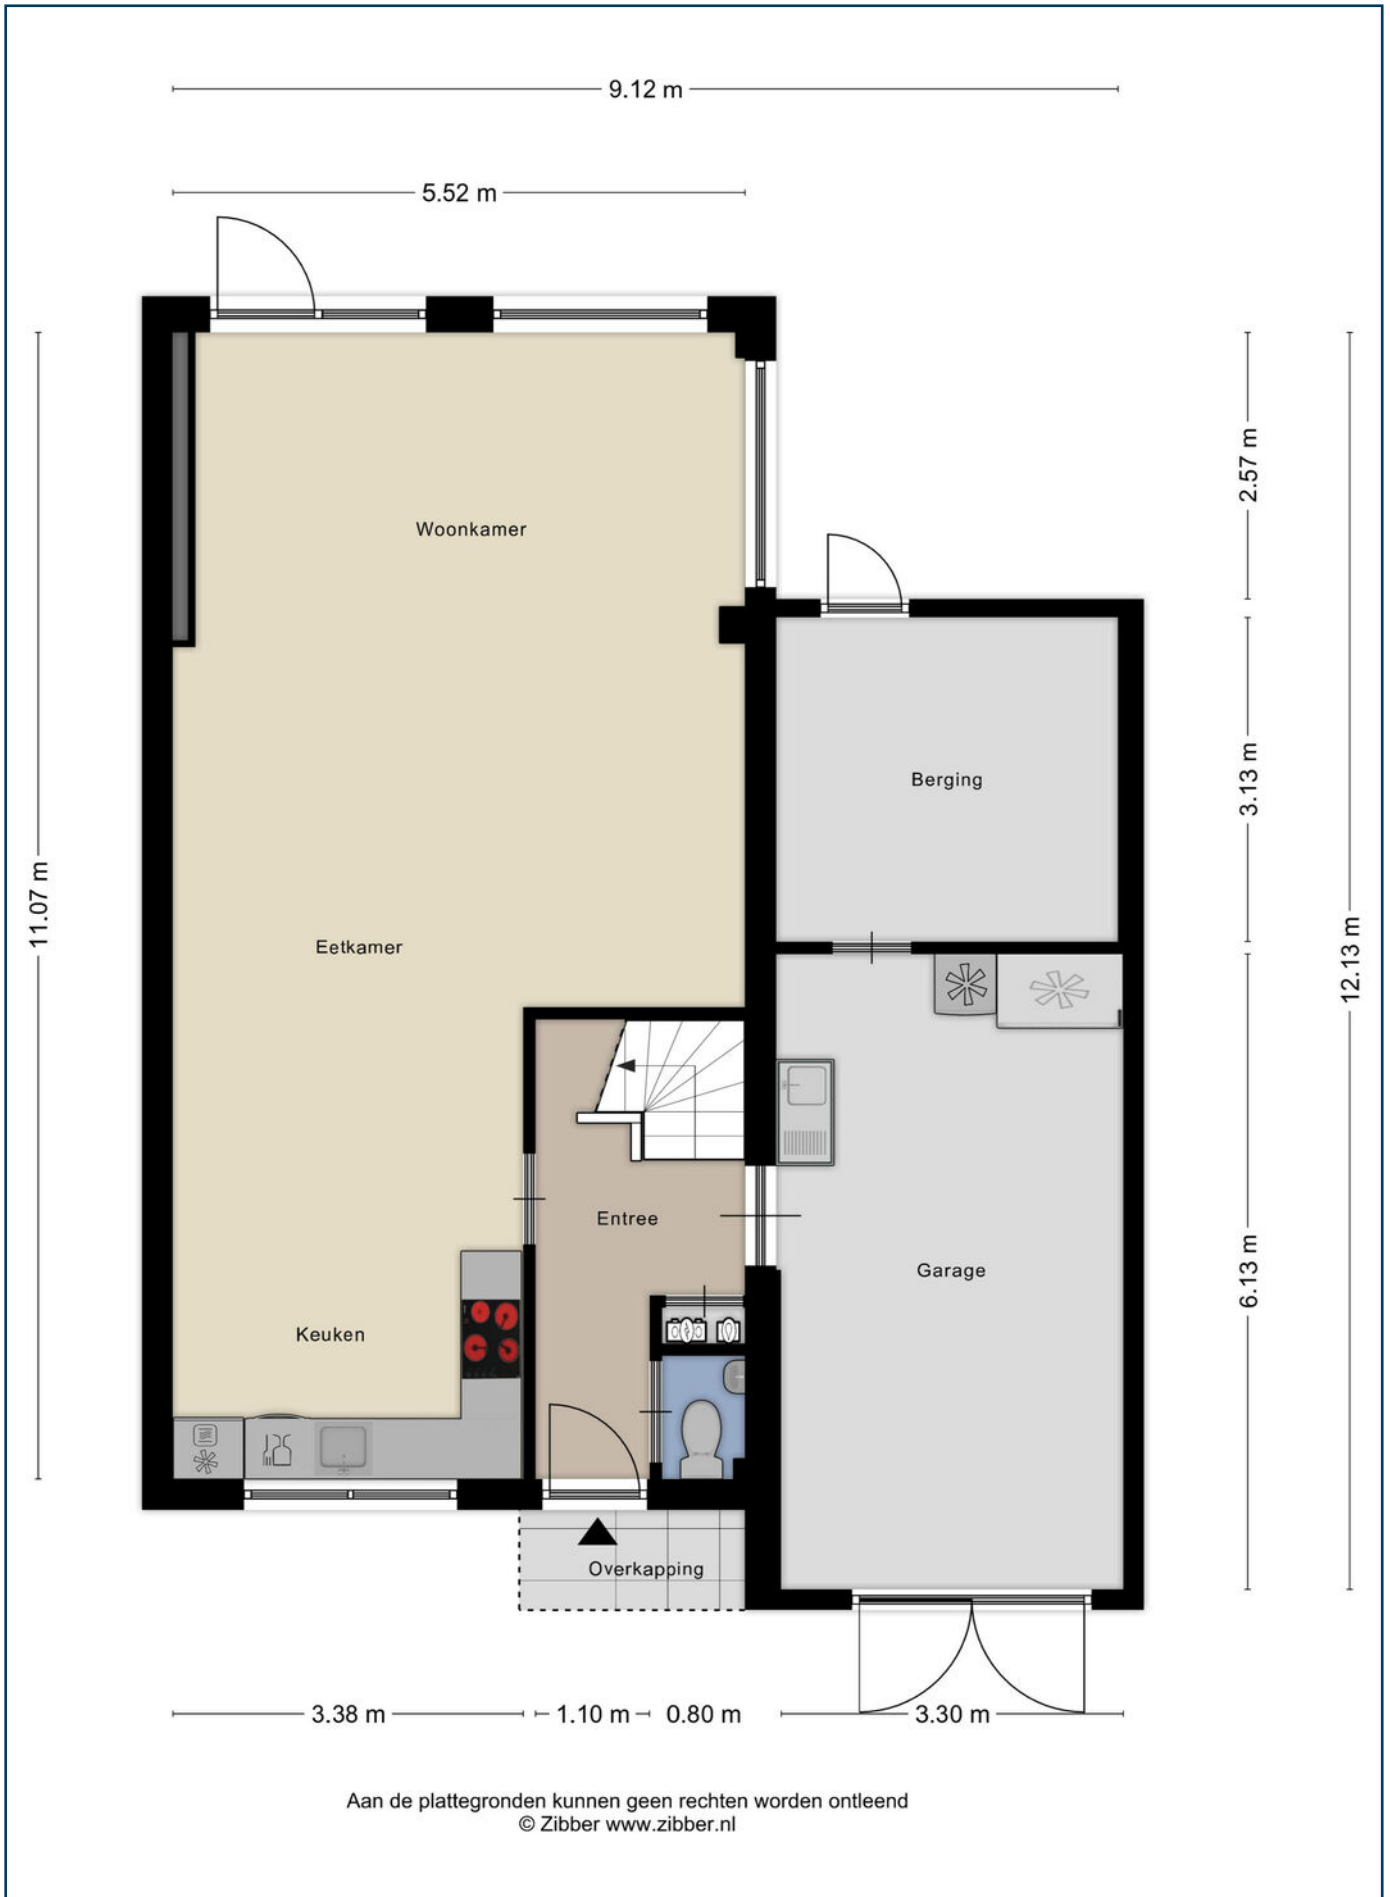 9.12 m
5.52 m
2.57 m
Woonkamer
Berging
3.13 m
11.07 m
Eetkamer
12.13 m
Entree
Garage
6.13 m
Keuken
Overkapping
3.38 m
1.10 m
0.80 m
3.30 m
Aan de plattegronden kunnen geen rechten worden ontleend
© Zibber www.zibber.nl